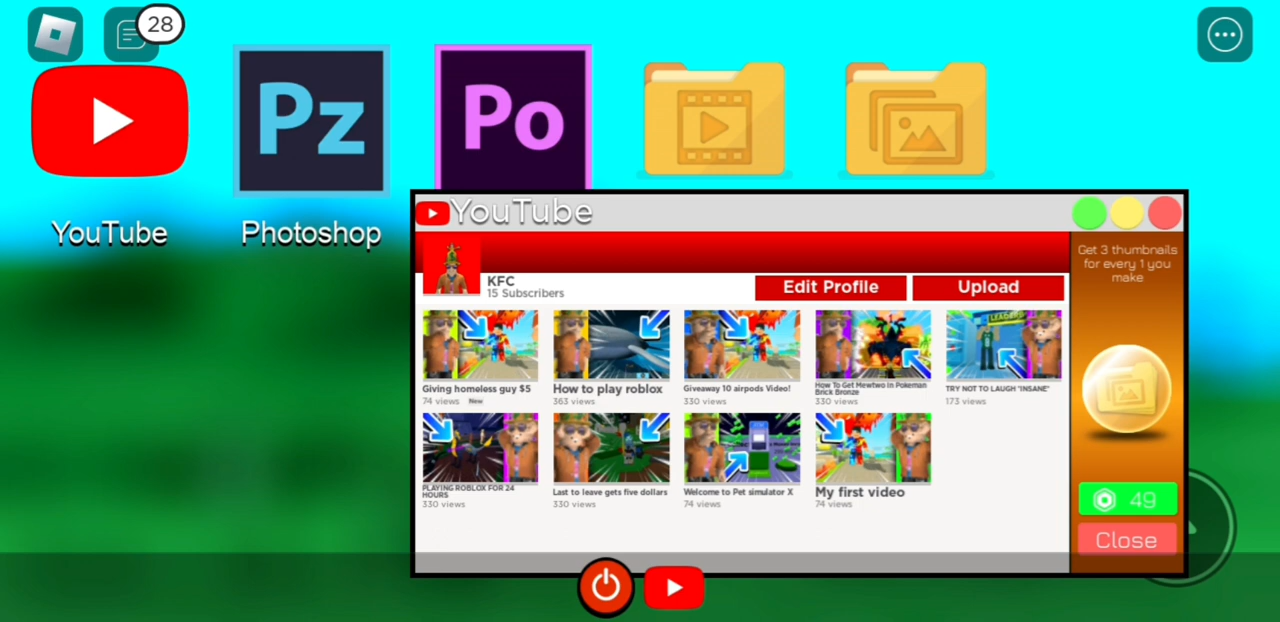 28
Pz
Po
YouTube
Photoshop
YouTube
KFC
15 Subscribers
Edit Profile
Upload
Get 3 thumbnails
for every 1 you
make
Giving homeless guy $5
74 views New
How to play roblox
363 views
Giveaway 10 airpods Video!
330 views
How To Get Mewtwo In Pokeman
Brick Bronze
330 views
TRY NOT TO LAUGH *INSANE*
173 views
PLAYING ROBLOX FOR 24
HOURS
330 views
Last to leave gets five dollars
330 views
Welcome to Pet simulator X
74 views
My first video
74 views
49
Close